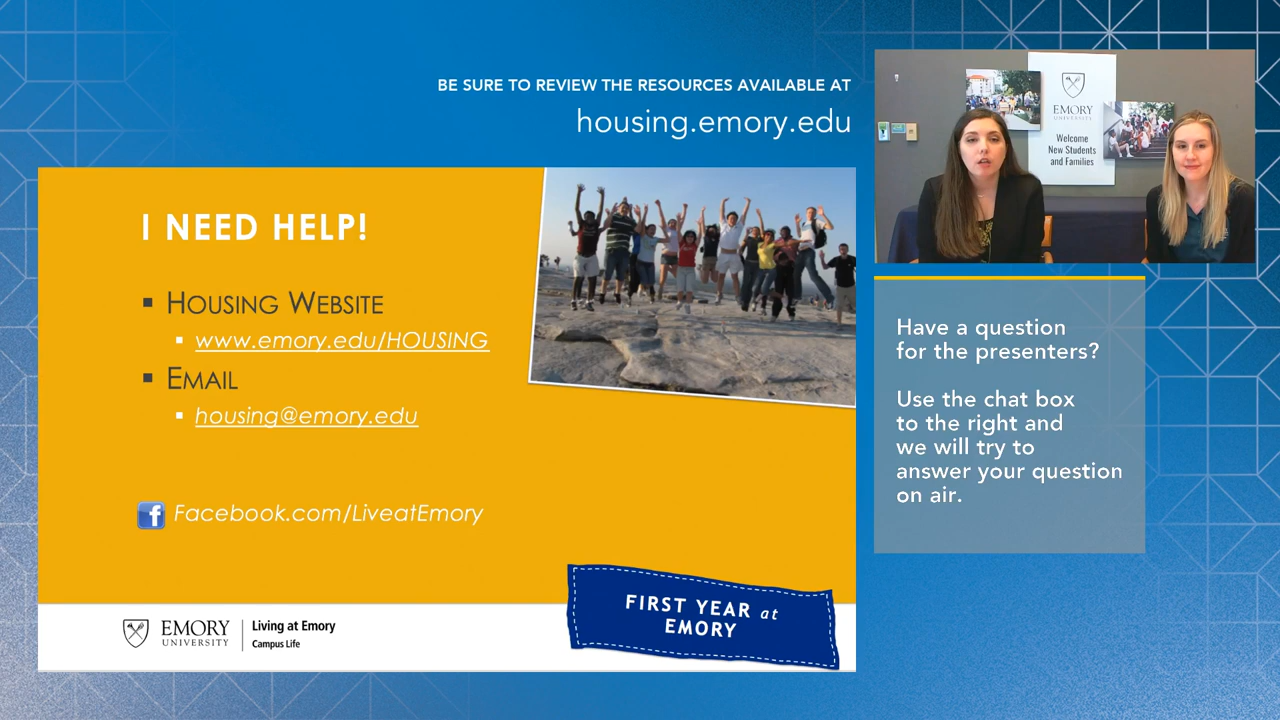 BE SURE TO REVIEW THE RESOURCES AVAILABLE AT
housing.emory.edu
I NEED HELP!
HOUSING WEBSITE
www.emory.edu/HOUSING
EMAIL
housing@emory.edu
f Facebook.com/LiveatEmory
FIRST YEAR at
EMORY
EMORY
UNIVERSITY
Living at Emory
Campus Life
EMORY
UNIVERSITY
Welcome
New Students
and Families
Have a question
for the presenters?
Use the chat box
to the right and
we will try to
answer your question
on air.